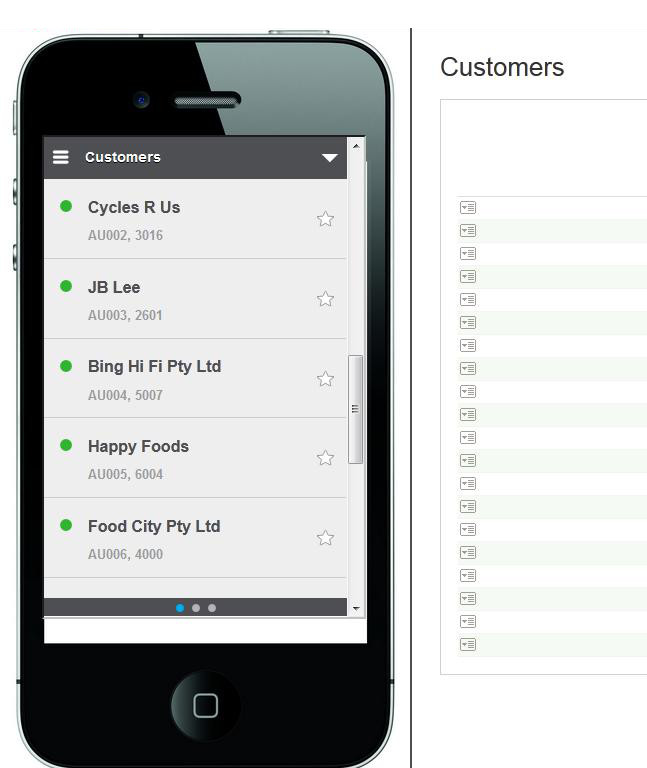 Customers
Cycles R Us
AU002, 3016
JB Lee
AU003, 2601
Bing Hi Fi Pty Ltd
AU004, 5007
Happy Foods
AU005, 6004
Food City Pty Ltd
AU006, 4000
Customers